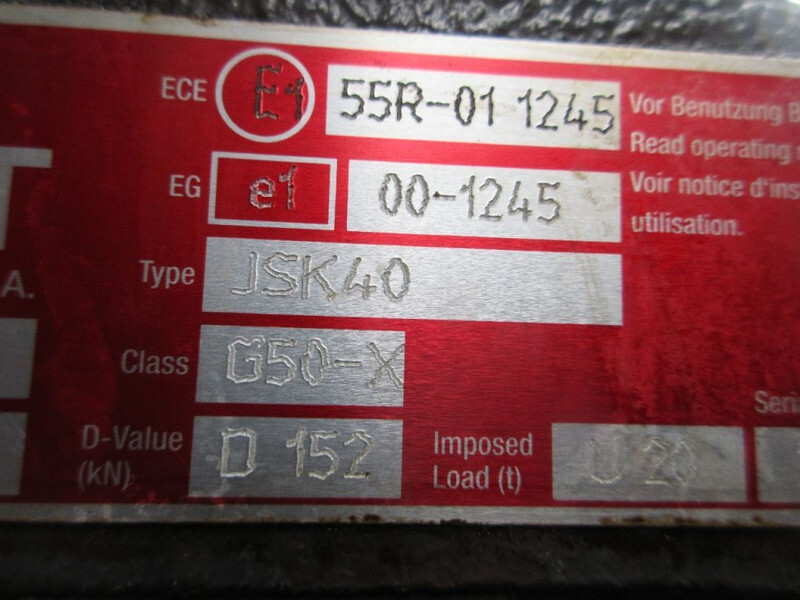 ECE E1 55R-01 1245
EG e1 00-1245
Type JSK40
Class G50-X
D-Value (kN) D 152
Imposed Load (t) U 20
Vor Benutzung
Read operating
Voir notice d'ins
utilisation.
T
A.
Seri